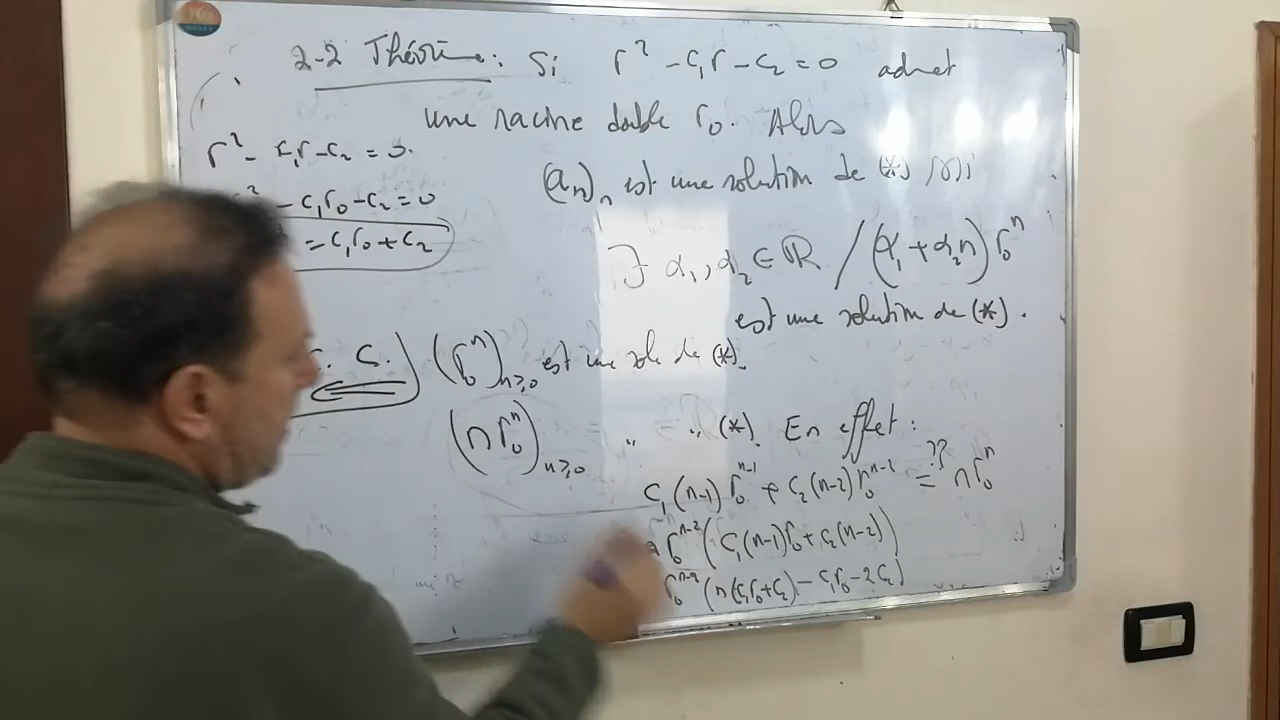 2-2 Théorème: Si r² - c₁r - c₂ = 0 admet
une racine double r₀. Alors
r² - c₁r - c₂ = 0.
² - c₁r₀ - c₂ = 0
= c₁r₀ + c₂
(aₙ)ₙ est une solution de (*) ssi
∃ α₁, α₂ ∈ ℝ / (α₁ + α₂n) r₀ⁿ
est une solution de (*).
C. (r₀ⁿ)ₙ≥₀ est une sole de (*).
⇐
(n r₀ⁿ)ₙ≥₀ = „ = „ (*). En effet:
c₁(n-1) r₀ⁿ⁻¹ + c₂(n-2) r₀ⁿ⁻² =?? n r₀ⁿ
r₀ⁿ⁻² (c₁(n-1)r₀ + c₂(n-2))
r₀ⁿ⁻² (n(c₁r₀+c₂) - c₁r₀ - 2c₂)